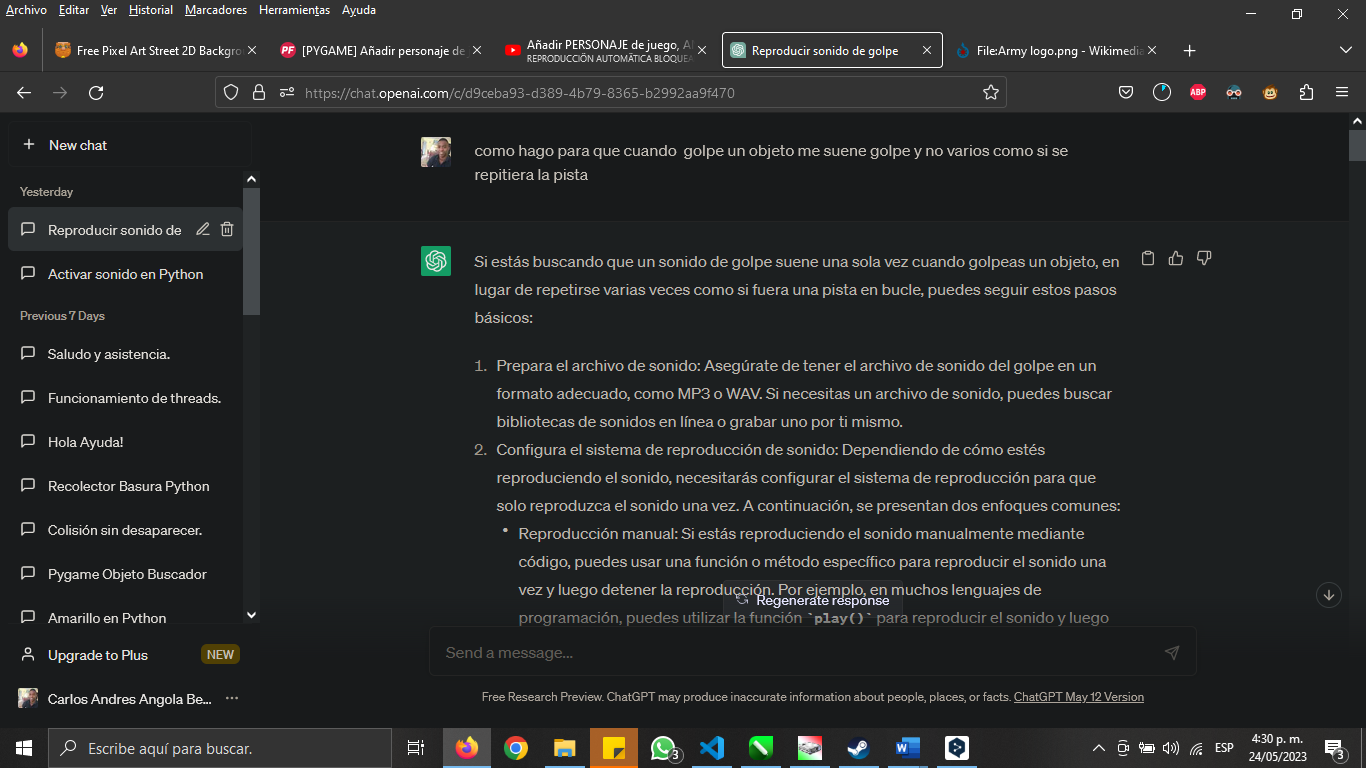 Archivo Editar Ver Historial Marcadores Herramientas Ayuda
Free Pixel Art Street 2D Backgro
[PYGAME] Añadir personaje de
Añadir PERSONAJE de juego, AN
REPRODUCCIÓN AUTOMÁTICA BLOQUEA
Reproducir sonido de golpe
File:Army logo.png - Wikimedia
https://chat.openai.com/c/d9ceba93-d389-4b79-8365-b2992aa9f470
ABP
New chat
Yesterday
Reproducir sonido de
Activar sonido en Python
Previous 7 Days
Saludo y asistencia.
Funcionamiento de threads.
Hola Ayuda!
Recolector Basura Python
Colisión sin desaparecer.
Pygame Objeto Buscador
Amarillo en Python
Upgrade to Plus NEW
Carlos Andres Angola Be...
como hago para que cuando golpe un objeto me suene golpe y no varios como si se
repitiera la pista
Si estás buscando que un sonido de golpe suene una sola vez cuando golpeas un objeto, en
lugar de repetirse varias veces como si fuera una pista en bucle, puedes seguir estos pasos
básicos:
1. Prepara el archivo de sonido: Asegúrate de tener el archivo de sonido del golpe en un
formato adecuado, como MP3 o WAV. Si necesitas un archivo de sonido, puedes buscar
bibliotecas de sonidos en línea o grabar uno por ti mismo.
2. Configura el sistema de reproducción de sonido: Dependiendo de cómo estés
reproduciendo el sonido, necesitarás configurar el sistema de reproducción para que
solo reproduzca el sonido una vez. A continuación, se presentan dos enfoques comunes:
• Reproducción manual: Si estás reproduciendo el sonido manualmente mediante
código, puedes usar una función o método específico para reproducir el sonido una
vez y luego detener la reproducción. Por ejemplo, en muchos lenguajes de
Regenerate response
programación, puedes utilizar la función `play()` para reproducir el sonido y luego
Send a message...
Free Research Preview. ChatGPT may produce inaccurate information about people, places, or facts. ChatGPT May 12 Version
Escribe aquí para buscar.
3
ESP
4:30 p. m.
24/05/2023
3